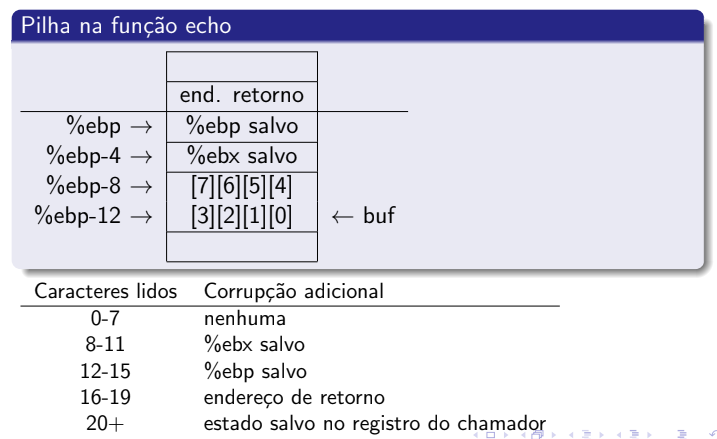 Pilha na função echo
end. retorno
%ebp → %ebp salvo
%ebp-4 → %ebx salvo
%ebp-8 → [7][6][5][4]
%ebp-12 → [3][2][1][0] ← buf
Caracteres lidos Corrupção adicional
0-7 nenhuma
8-11 %ebx salvo
12-15 %ebp salvo
16-19 endereço de retorno
20+ estado salvo no registro do chamador